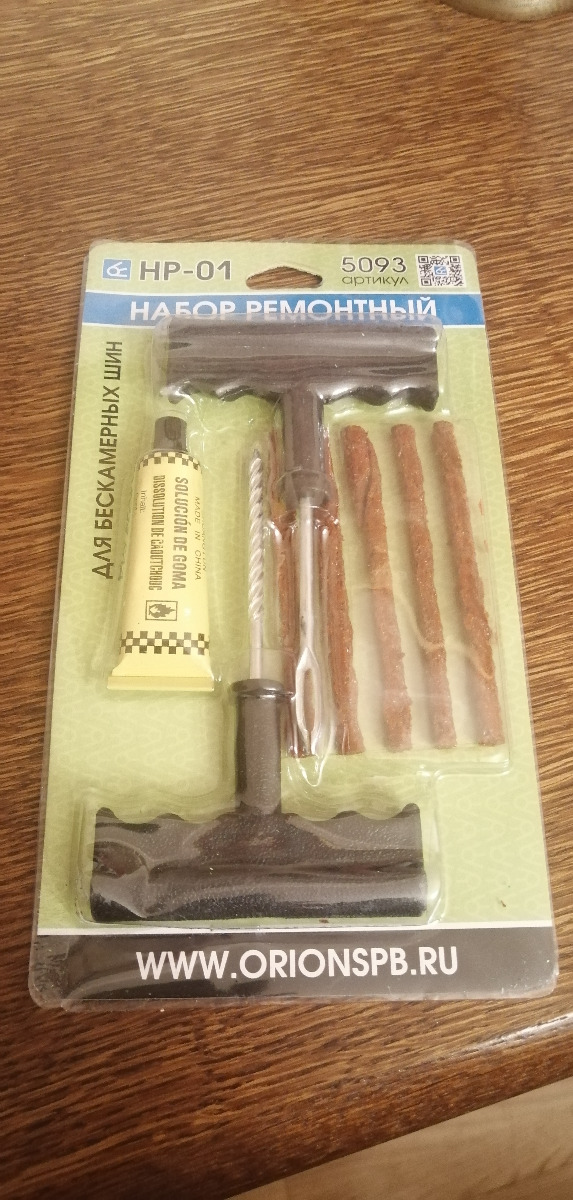 НР-01
5093
артикул
НАБОР РЕМОНТНЫЙ
ДЛЯ БЕСКАМЕРНЫХ ШИН
MADE IN CHINA
SOLUCIÓN DE GOMA
DISSOLUTION DE CAOUTCHOUC
WWW.ORIONSPB.RU